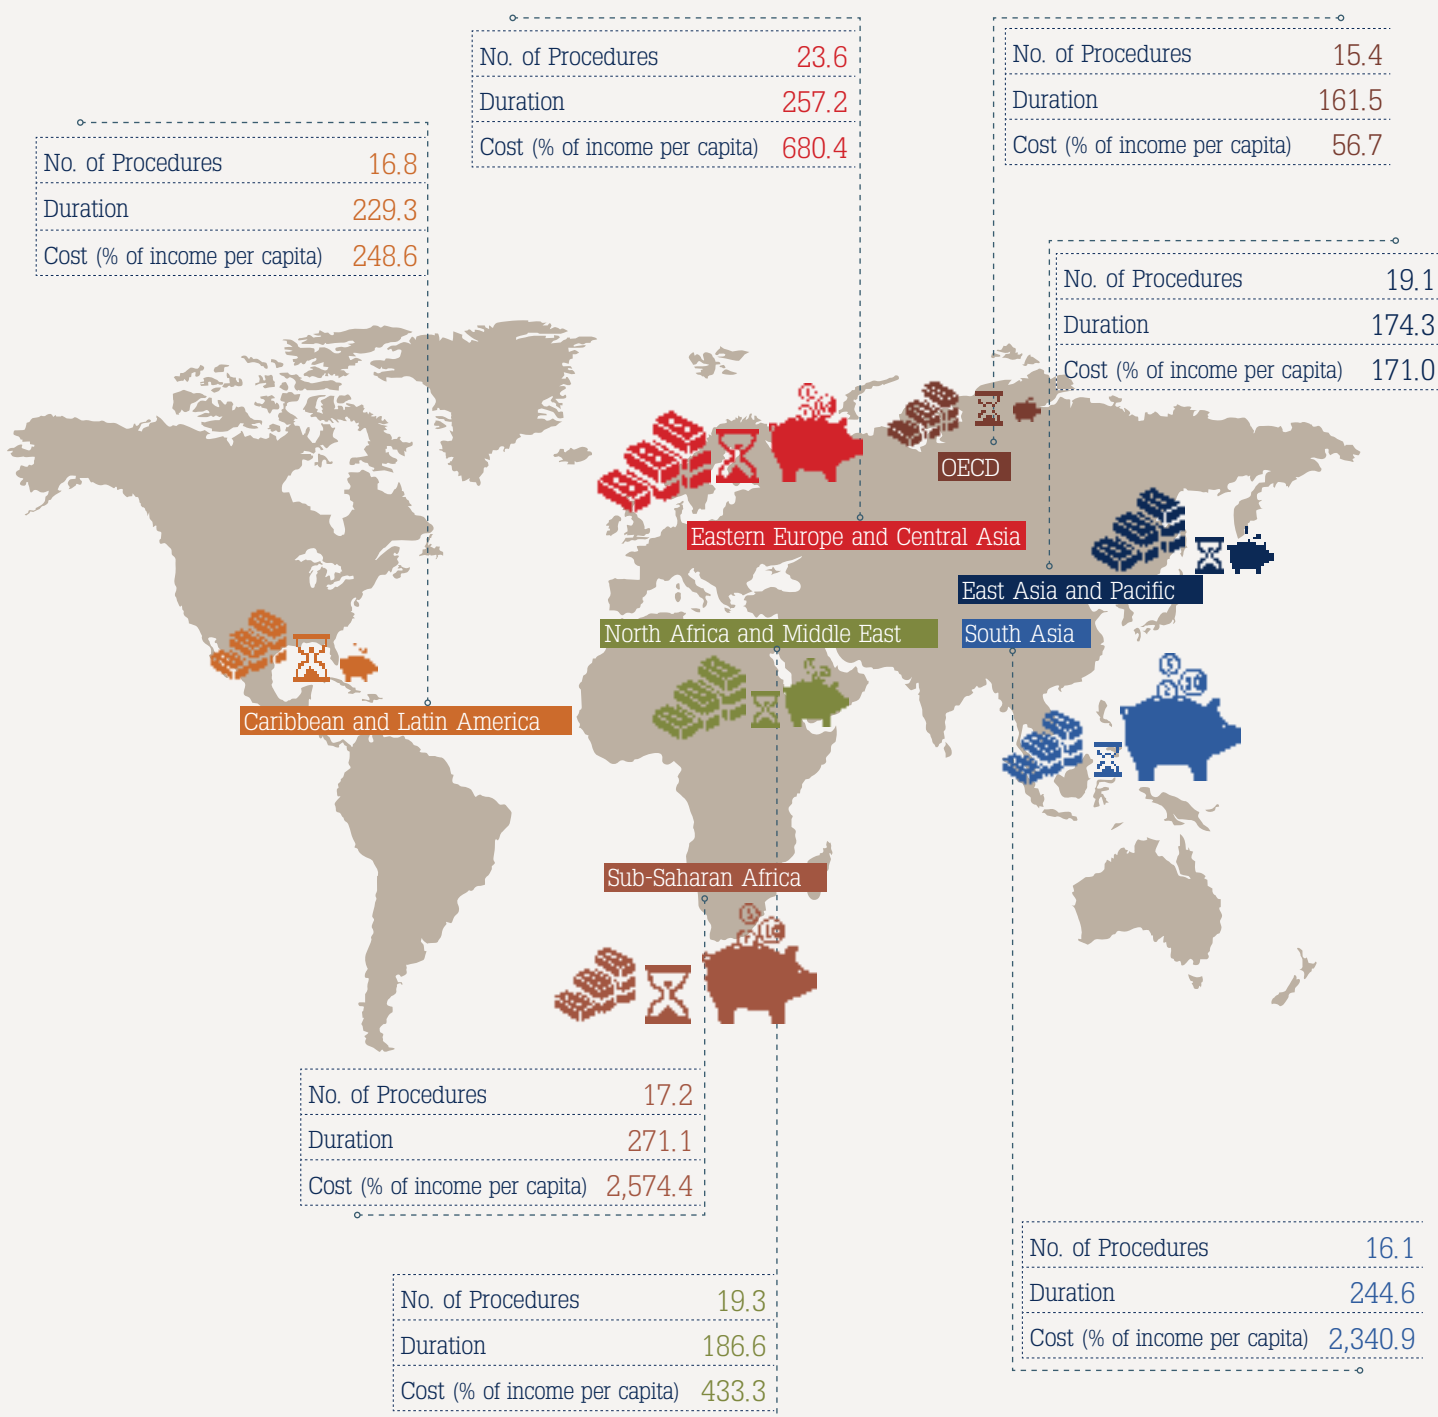 No. of Procedures 23.6
Duration 257.2
Cost (% of income per capita) 680.4
No. of Procedures 15.4
Duration 161.5
Cost (% of income per capita) 56.7
No. of Procedures 16.8
Duration 229.3
Cost (% of income per capita) 248.6
No. of Procedures 19.1
Duration 174.3
Cost (% of income per capita) 171.0
OECD
Eastern Europe and Central Asia
East Asia and Pacific
North Africa and Middle East
South Asia
Caribbean and Latin America
Sub-Saharan Africa
No. of Procedures 17.2
Duration 271.1
Cost (% of income per capita) 2,574.4
No. of Procedures 16.1
Duration 244.6
Cost (% of income per capita) 2,340.9
No. of Procedures 19.3
Duration 186.6
Cost (% of income per capita) 433.3